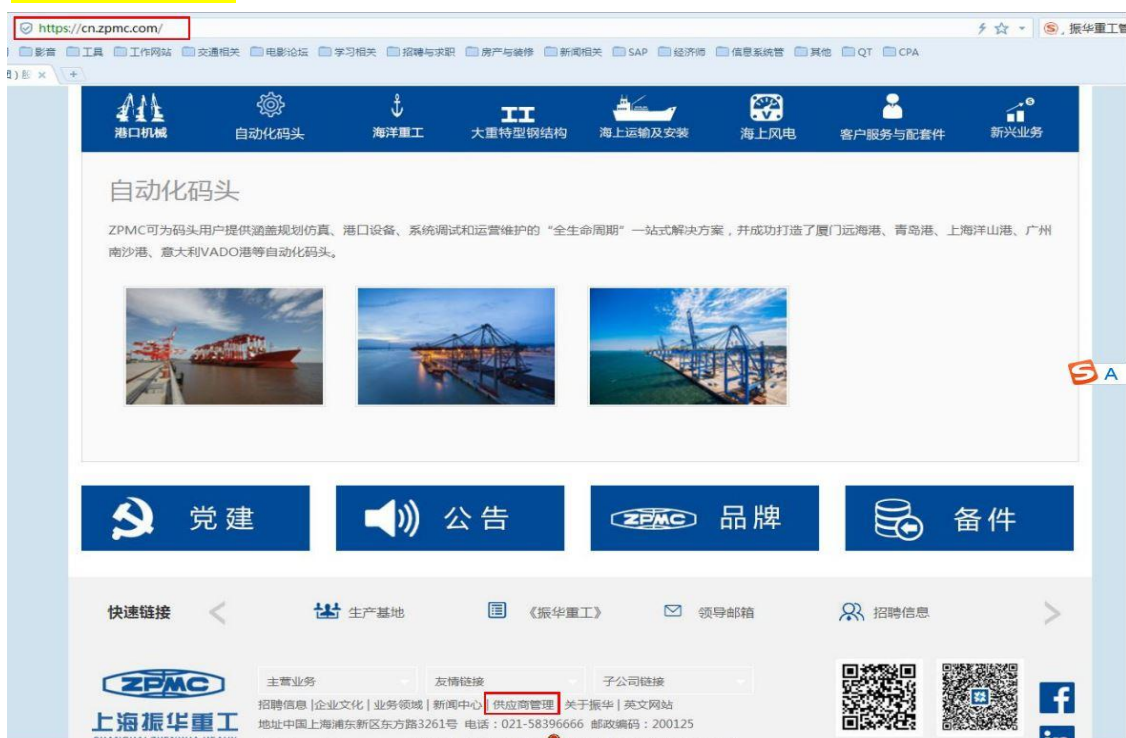 https://cn.zpmc.com/
振华重工
影音 工具 工作网站 交通相关 电影论坛 学习相关 招聘与求职 房产与装修 新闻相关 SAP 经济师 信息系统管 其他 QT CPA
港口机械 自动化码头 海洋重工 大重特型钢结构 海上运输及安装 海上风电 客户服务与配套件 新兴业务
自动化码头
ZPMC可为码头用户提供涵盖规划仿真、港口设备、系统调试和运营维护的“全生命周期”一站式解决方案，并成功打造了厦门远海港、青岛港、上海洋山港、广州
南沙港、意大利VADO港等自动化码头。
A
党建 公告 ZPMC 品牌 备件
快速链接 生产基地 《振华重工》 领导邮箱 招聘信息
ZPMC
主营业务 友情链接 子公司链接
招聘信息 |企业文化 | 业务领域 | 新闻中心 | 供应商管理 关于振华 | 英文网站
上海振华重工
地址中国上海浦东新区东方路3261号 电话：021-58396666 邮政编码：200125